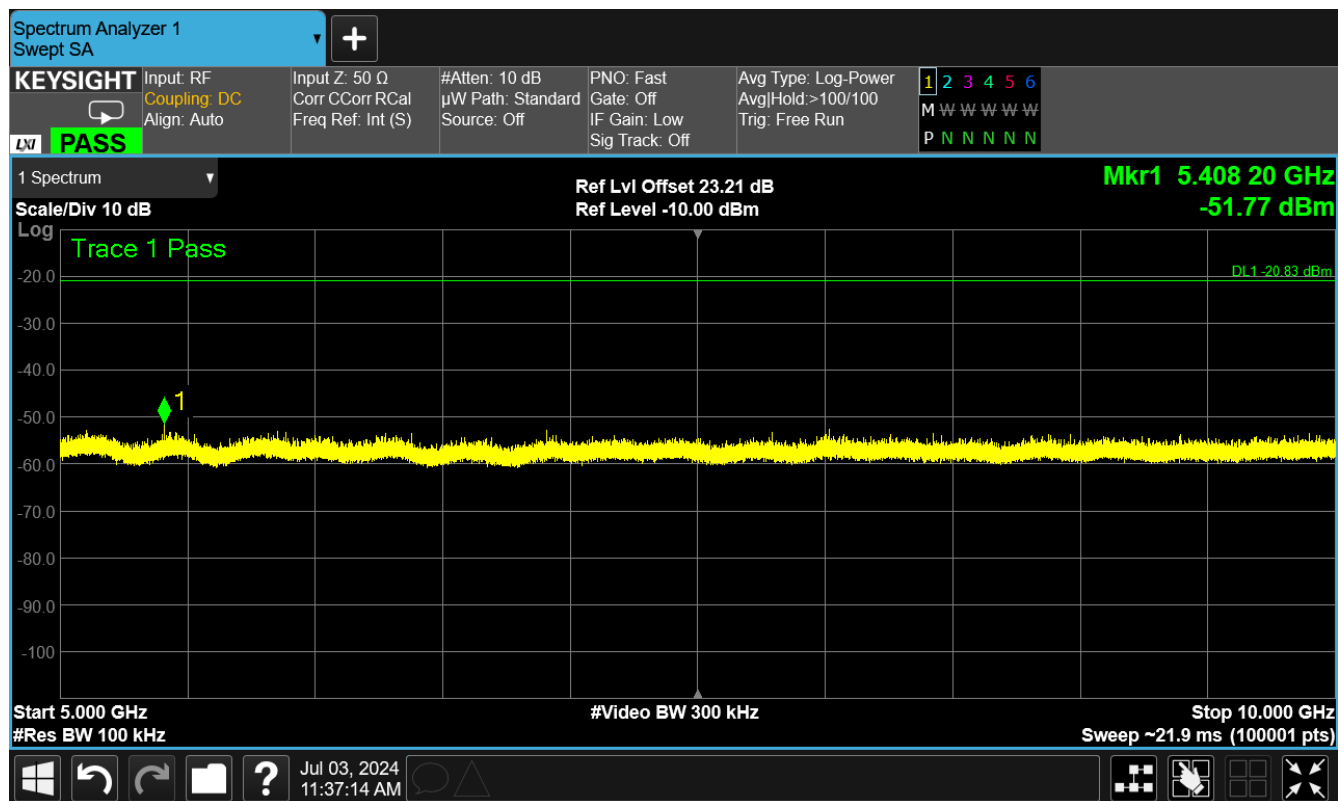 Spectrum Analyzer 1
Swept SA
KEYSIGHT
LXI PASS
Input: RF
Coupling: DC
Align: Auto
Input Z: 50 Ω
Corr CCorr RCal
Freq Ref: Int (S)
#Atten: 10 dB
µW Path: Standard
Source: Off
PNO: Fast
Gate: Off
IF Gain: Low
Sig Track: Off
Avg Type: Log-Power
Avg|Hold:>100/100
Trig: Free Run
1 2 3 4 5 6
M W W W W W
P N N N N N
1 Spectrum
Scale/Div 10 dB
Ref Lvl Offset 23.21 dB
Ref Level -10.00 dBm
Mkr1 5.408 20 GHz
-51.77 dBm
Log
Trace 1 Pass
DL1 -20.83 dBm
-20.0
-30.0
-40.0
1
-50.0
-60.0
-70.0
-80.0
-90.0
-100
Start 5.000 GHz
#Video BW 300 kHz
Stop 10.000 GHz
#Res BW 100 kHz
Sweep ~21.9 ms (100001 pts)
?
Jul 03, 2024
11:37:14 AM